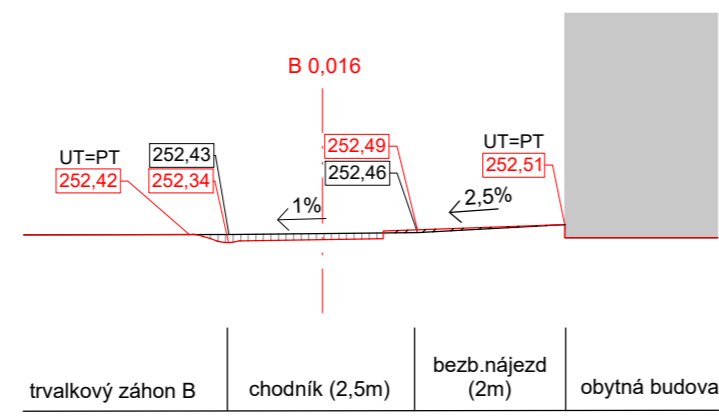 B 0,016
UT=PT
252,42
252,43
252,34
252,49
252,46
UT=PT
252,51
1%
2,5%
trvalkový záhon B
chodník (2,5m)
bezb.nájezd
(2m)
obytná budova